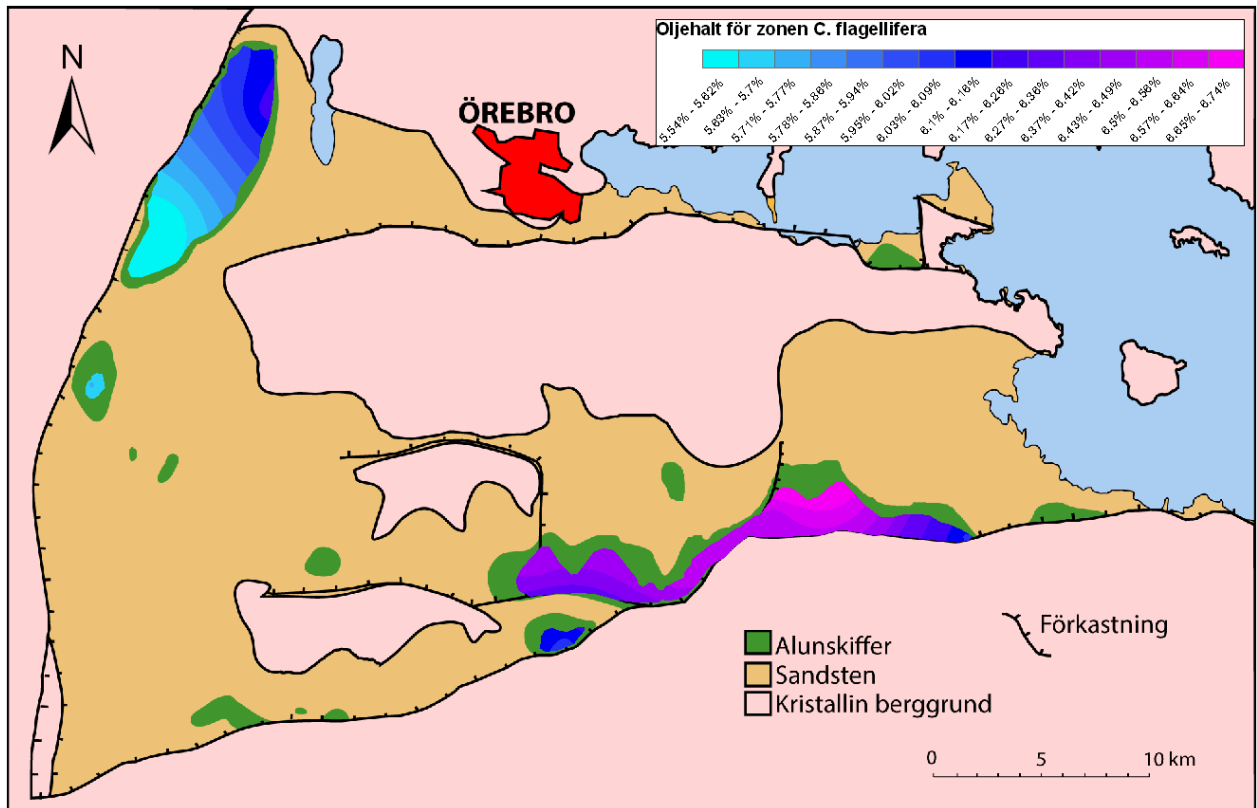 Oljehalt för zonen C. flagellifera
N
5.54% - 5.62%
5.63% - 5.7%
5.71% - 5.77%
5.78% - 5.86%
5.87% - 5.94%
5.95% - 6.02%
6.03% - 6.09%
6.1% - 6.16%
6.17% - 6.26%
6.27% - 6.36%
6.37% - 6.42%
6.43% - 6.49%
6.5% - 6.56%
6.57% - 6.64%
6.65% - 6.74%
ÖREBRO
Förkastning
Alunskiffer
Sandsten
Kristallin berggrund
0 5 10 km